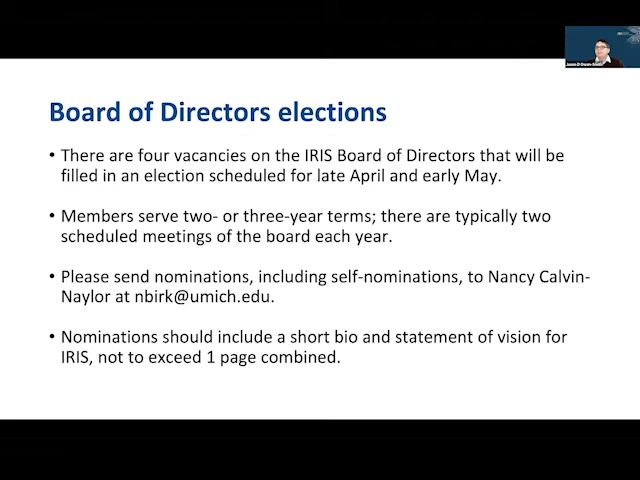 Board of Directors elections
• There are four vacancies on the IRIS Board of Directors that will be
filled in an election scheduled for late April and early May.
• Members serve two- or three-year terms; there are typically two
scheduled meetings of the board each year.
• Please send nominations, including self-nominations, to Nancy Calvin-
Naylor at nbirk@umich.edu.
• Nominations should include a short bio and statement of vision for
IRIS, not to exceed 1 page combined.